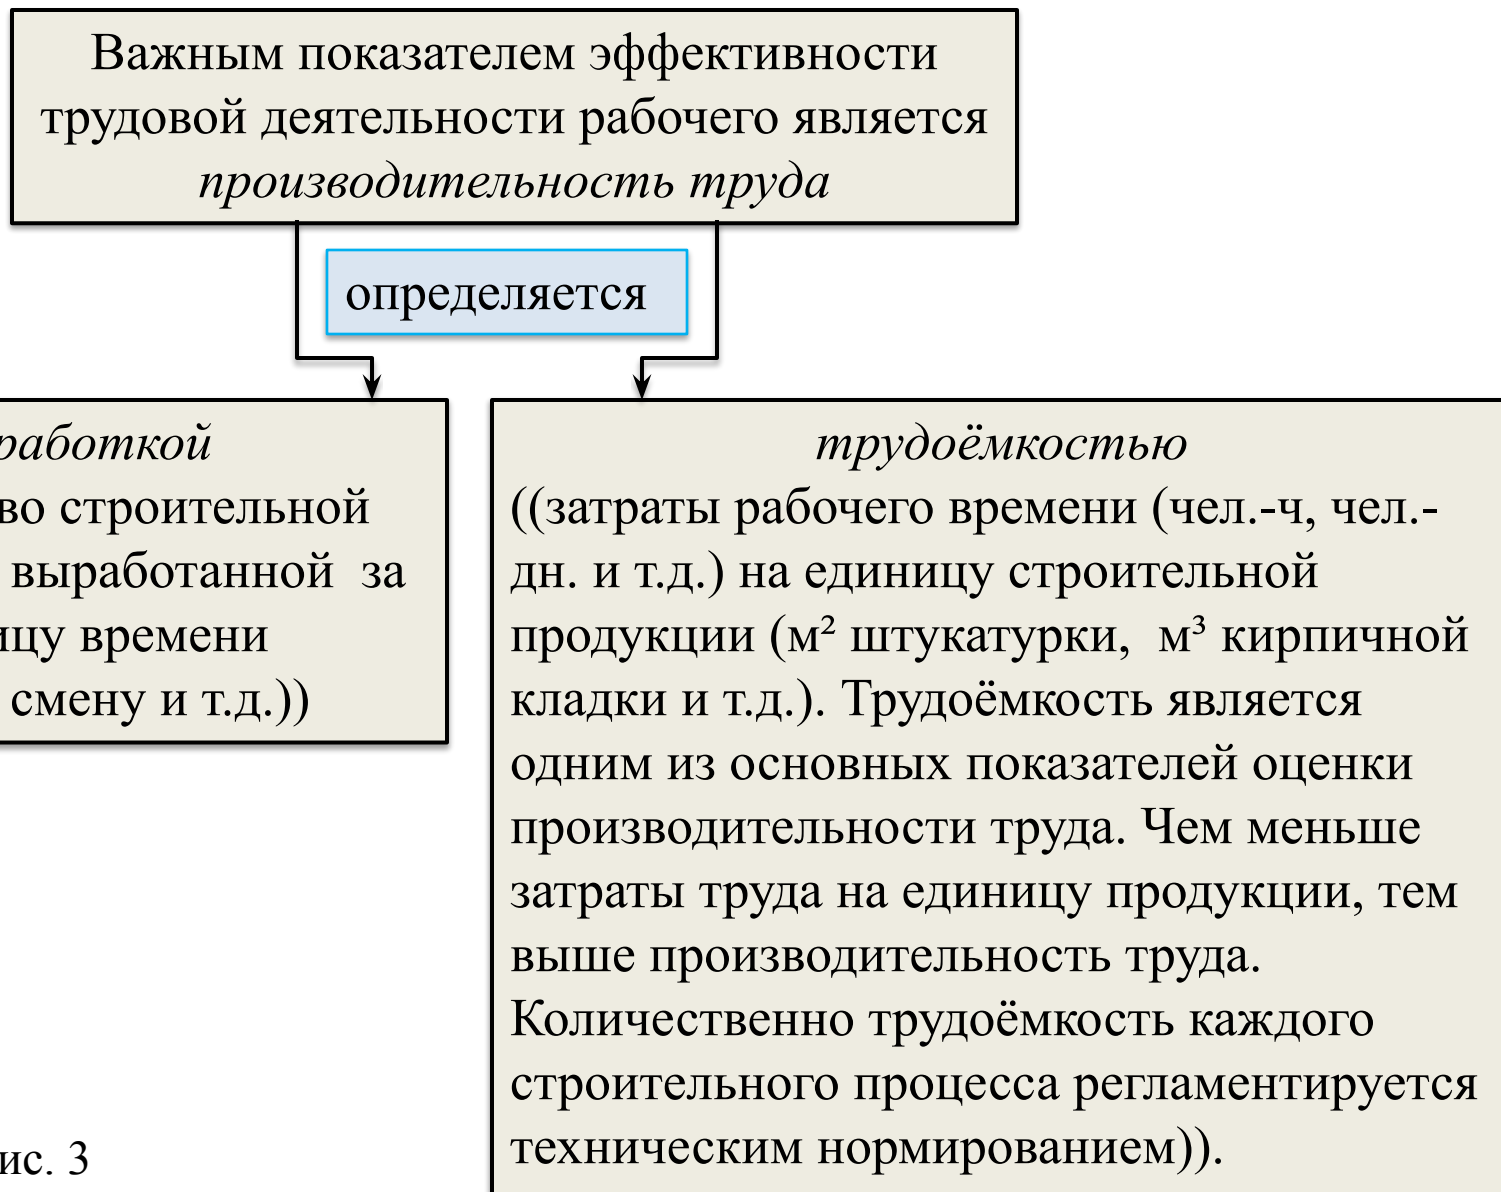 Важным показателем эффективности
трудовой деятельности рабочего является
производительность труда
определяется
работкой
во строительной
выработанной за
ицу времени
смену и т.д.))
трудоёмкостью
((затраты рабочего времени (чел.-ч, чел.-
дн. и т.д.) на единицу строительной
продукции (м² штукатурки, м³ кирпичной
кладки и т.д.). Трудоёмкость является
одним из основных показателей оценки
производительности труда. Чем меньше
затраты труда на единицу продукции, тем
выше производительность труда.
Количественно трудоёмкость каждого
строительного процесса регламентируется
техническим нормированием)).
ис. 3